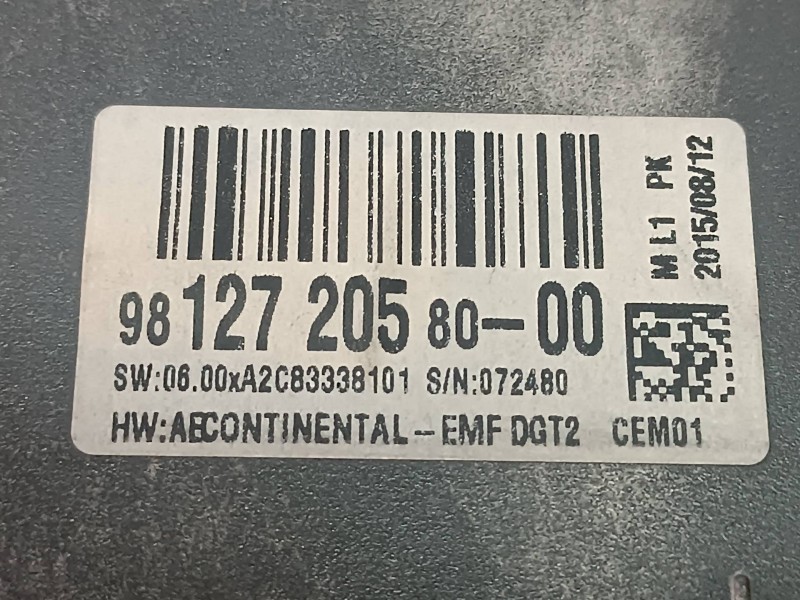 98 127 205 80-00
SW:06.00xA2C83338101 S/N:072480
HW:AECONTINENTAL-EMF DGT2 CEM01
M L1 PK
2015/08/12